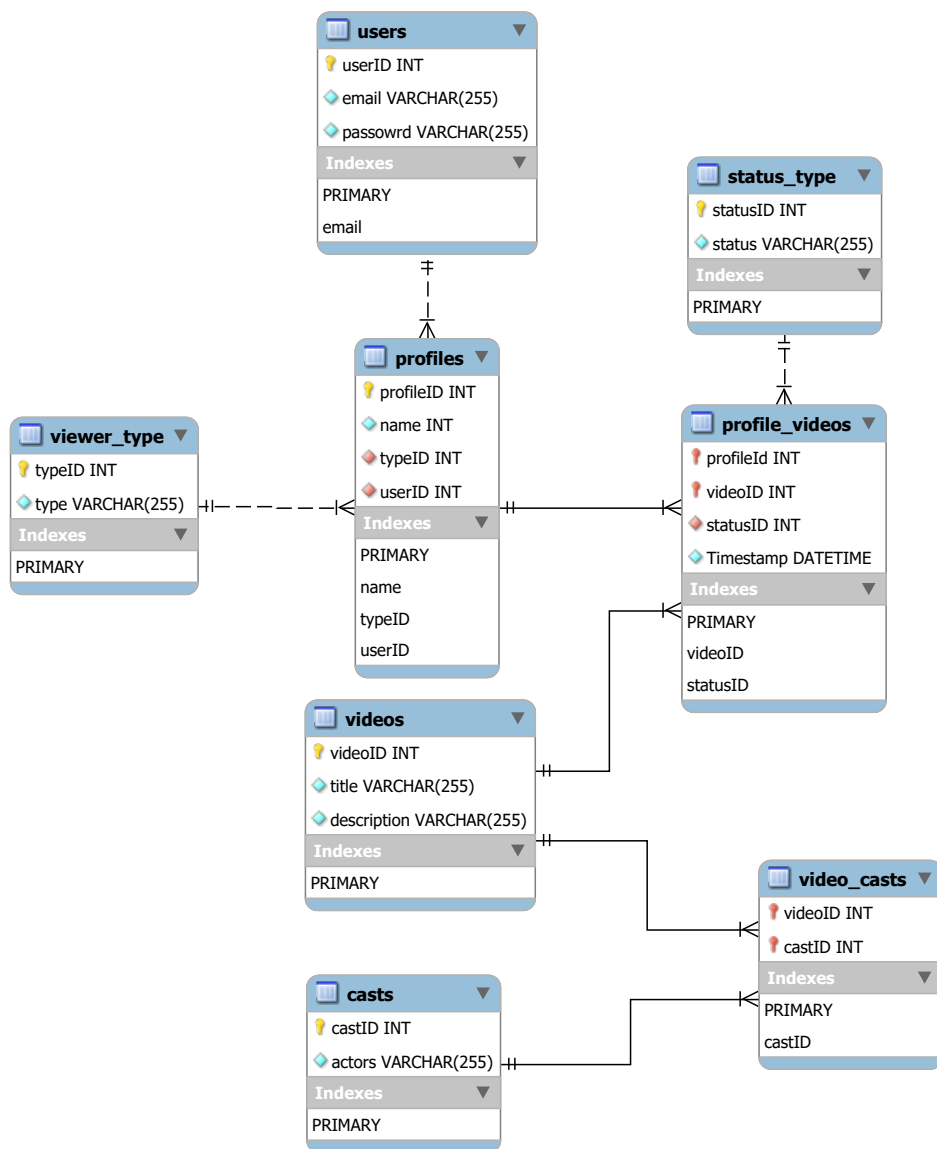 users
userID INT
email VARCHAR(255)
passowrd VARCHAR(255)
Indexes
PRIMARY
email
status_type
statusID INT
status VARCHAR(255)
Indexes
PRIMARY
profiles
profileID INT
name INT
typeID INT
userID INT
Indexes
PRIMARY
name
typeID
userID
viewer_type
typeID INT
type VARCHAR(255)
Indexes
PRIMARY
profile_videos
profileId INT
videoID INT
statusID INT
Timestamp DATETIME
Indexes
PRIMARY
videoID
statusID
videos
videoID INT
title VARCHAR(255)
description VARCHAR(255)
Indexes
PRIMARY
video_casts
videoID INT
castID INT
Indexes
PRIMARY
castID
casts
castID INT
actors VARCHAR(255)
Indexes
PRIMARY